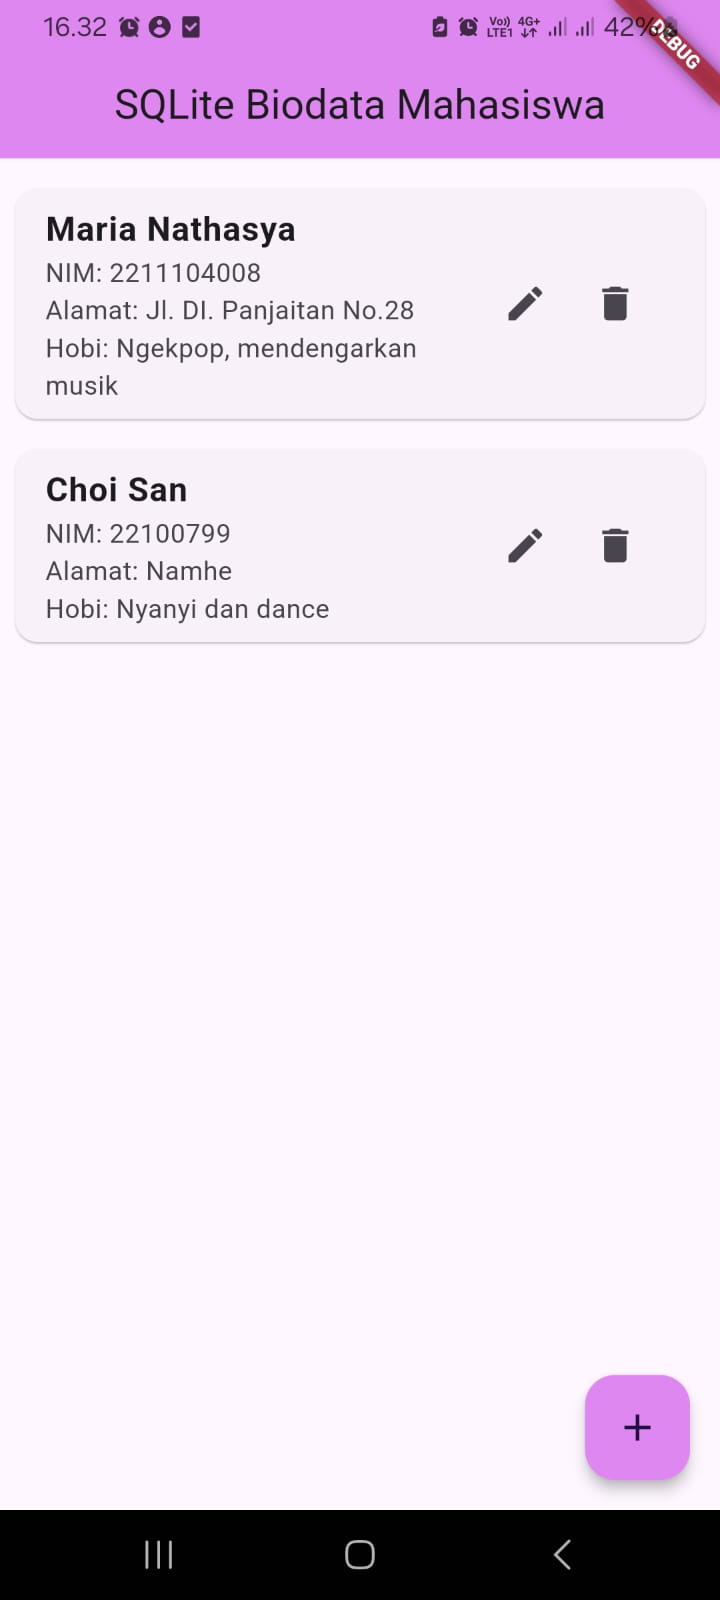 16.32
Vo)) 4G+
LTE1
42%
DEBUG
SQLite Biodata Mahasiswa
Maria Nathasya
NIM: 2211104008
Alamat: Jl. DI. Panjaitan No.28
Hobi: Ngekpop, mendengarkan
musik
Choi San
NIM: 22100799
Alamat: Namhe
Hobi: Nyanyi dan dance